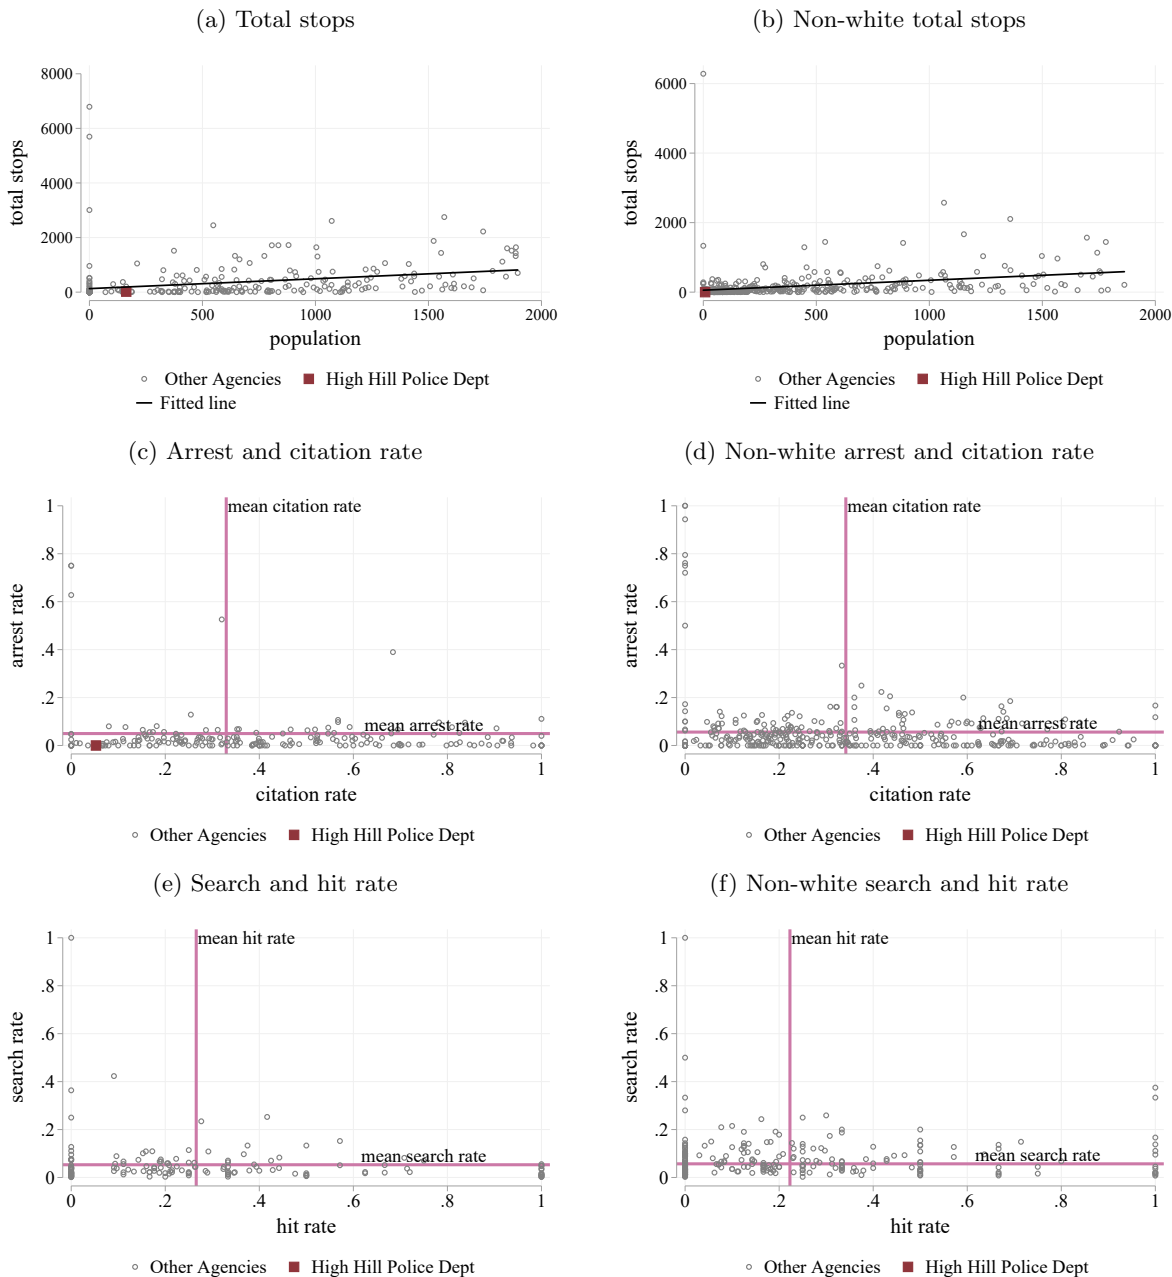 (a) Total stops
(b) Non-white total stops
8000
6000
4000
2000
0
total stops
0 500 1000 1500 2000
population
Other Agencies High Hill Police Dept
Fitted line
6000
4000
2000
0
total stops
0 500 1000 1500 2000
population
Other Agencies High Hill Police Dept
Fitted line
(c) Arrest and citation rate
(d) Non-white arrest and citation rate
1
.8
.6
.4
.2
0
arrest rate
mean citation rate
mean arrest rate
0 .2 .4 .6 .8 1
citation rate
Other Agencies High Hill Police Dept
1
.8
.6
.4
.2
0
arrest rate
mean citation rate
mean arrest rate
0 .2 .4 .6 .8 1
citation rate
Other Agencies High Hill Police Dept
(e) Search and hit rate
(f) Non-white search and hit rate
1
.8
.6
.4
.2
0
search rate
mean hit rate
mean search rate
0 .2 .4 .6 .8 1
hit rate
Other Agencies High Hill Police Dept
1
.8
.6
.4
.2
0
search rate
mean hit rate
mean search rate
0 .2 .4 .6 .8 1
hit rate
Other Agencies High Hill Police Dept